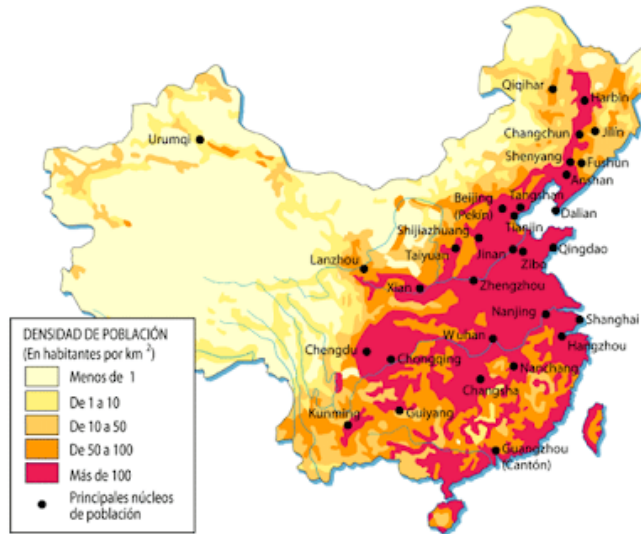 Qiqihar
Harbin
Urumqi
Changchun
Jilin
Shenyang
Fushun
Anshan
Beijing
(Pekín)
Tangshan
Dalian
Tianjin
Shijiazhuang
Taiyuan
Jinan
Qingdao
Zibo
Lanzhou
Xian
Zhengzhou
Nanjing
Shanghai
Wuhan
Hangzhou
Chengdu
Chongqing
Nanchang
Changsha
Kunming
Guiyang
Guangzhou
(Cantón)
DENSIDAD DE POBLACIÓN
(En habitantes por km ²)
Menos de 1
De 1 a 10
De 10 a 50
De 50 a 100
Más de 100
Principales núcleos
de población